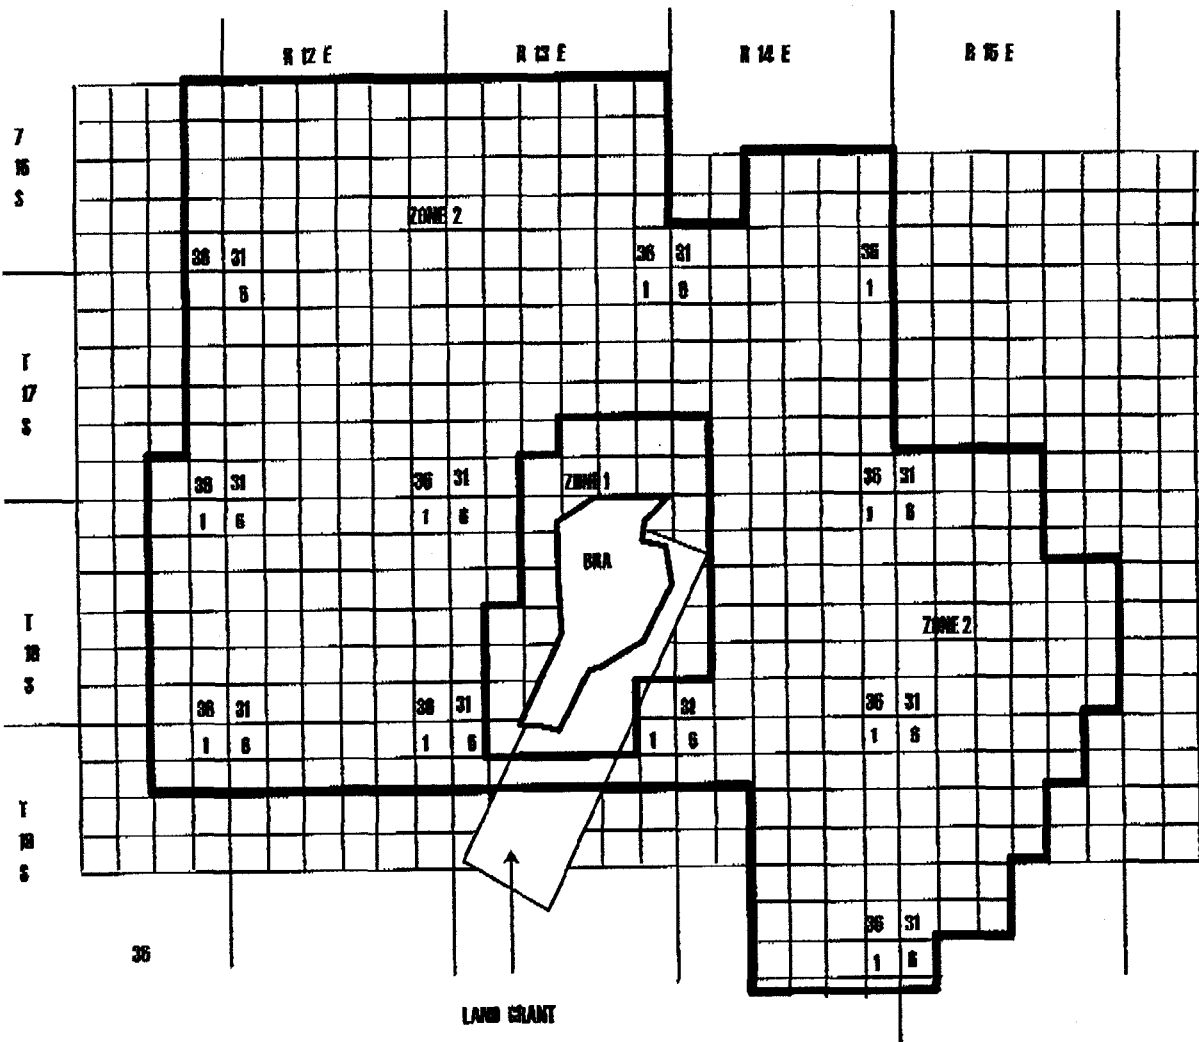 R 12 E R 13 E R 14 E R 15 E
7
16
S
ZONE 2
36 31 36 31 36
6 1 6 1
T
17
S
36 31 36 31 ZONE 1 36 31
1 6 1 6 1 6
T
18
S
ZONE 2
36 31 36 31 31 36 31
1 6 1 6 1 6 1 6
T
19
S
36 31
36
1 6
LAND GRANT